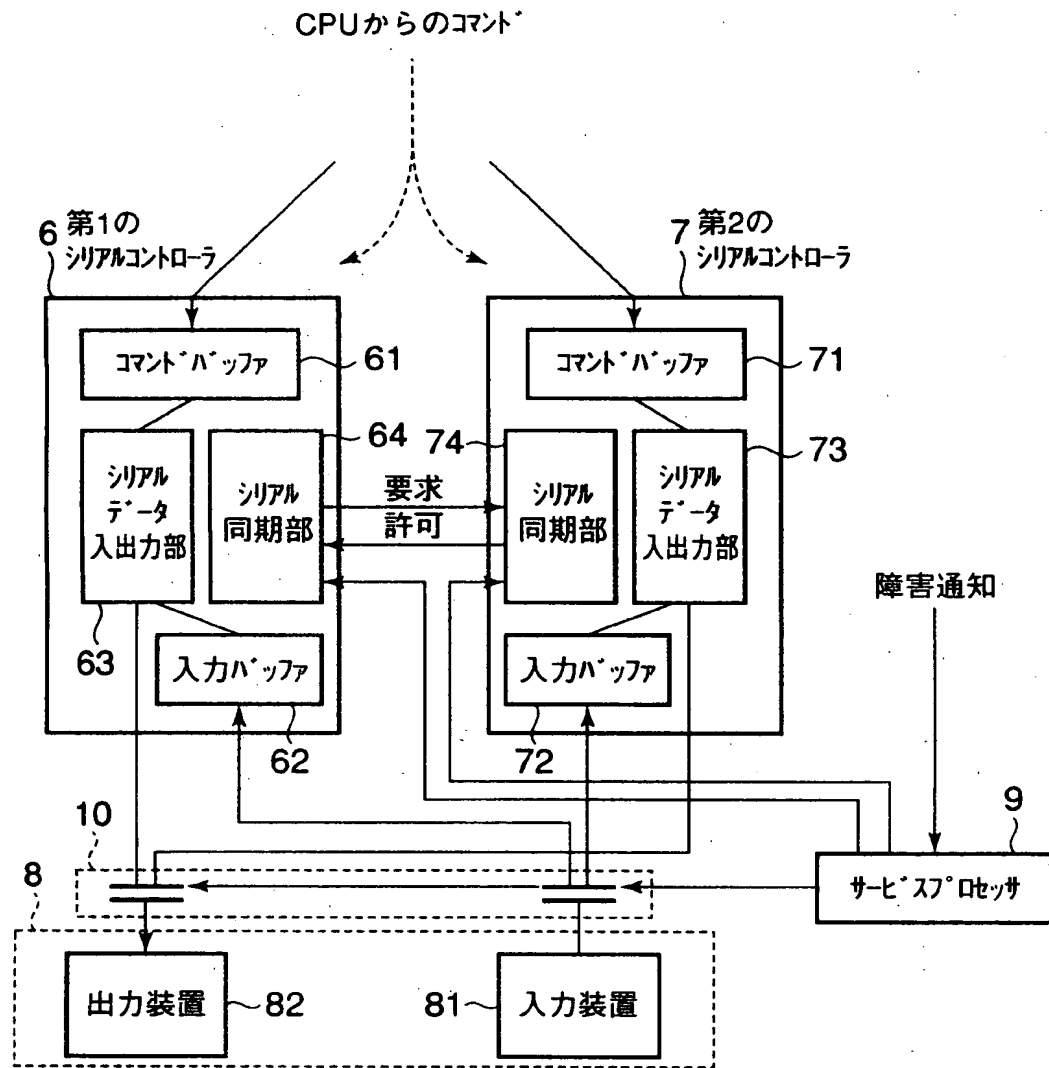 CPUからのコマンド
6 第1の
シリアルコントローラ
7 第2の
シリアルコントローラ
コマンドバッファ
61
コマンドバッファ
71
64
74
73
シリアル
データ
入出力部
シリアル
同期部
要求
許可
シリアル
同期部
シリアル
データ
入出力部
障害通知
63
入力バッファ
入力バッファ
62
72
10
9
サービスプロセッサ
8
出力装置
82
81
入力装置